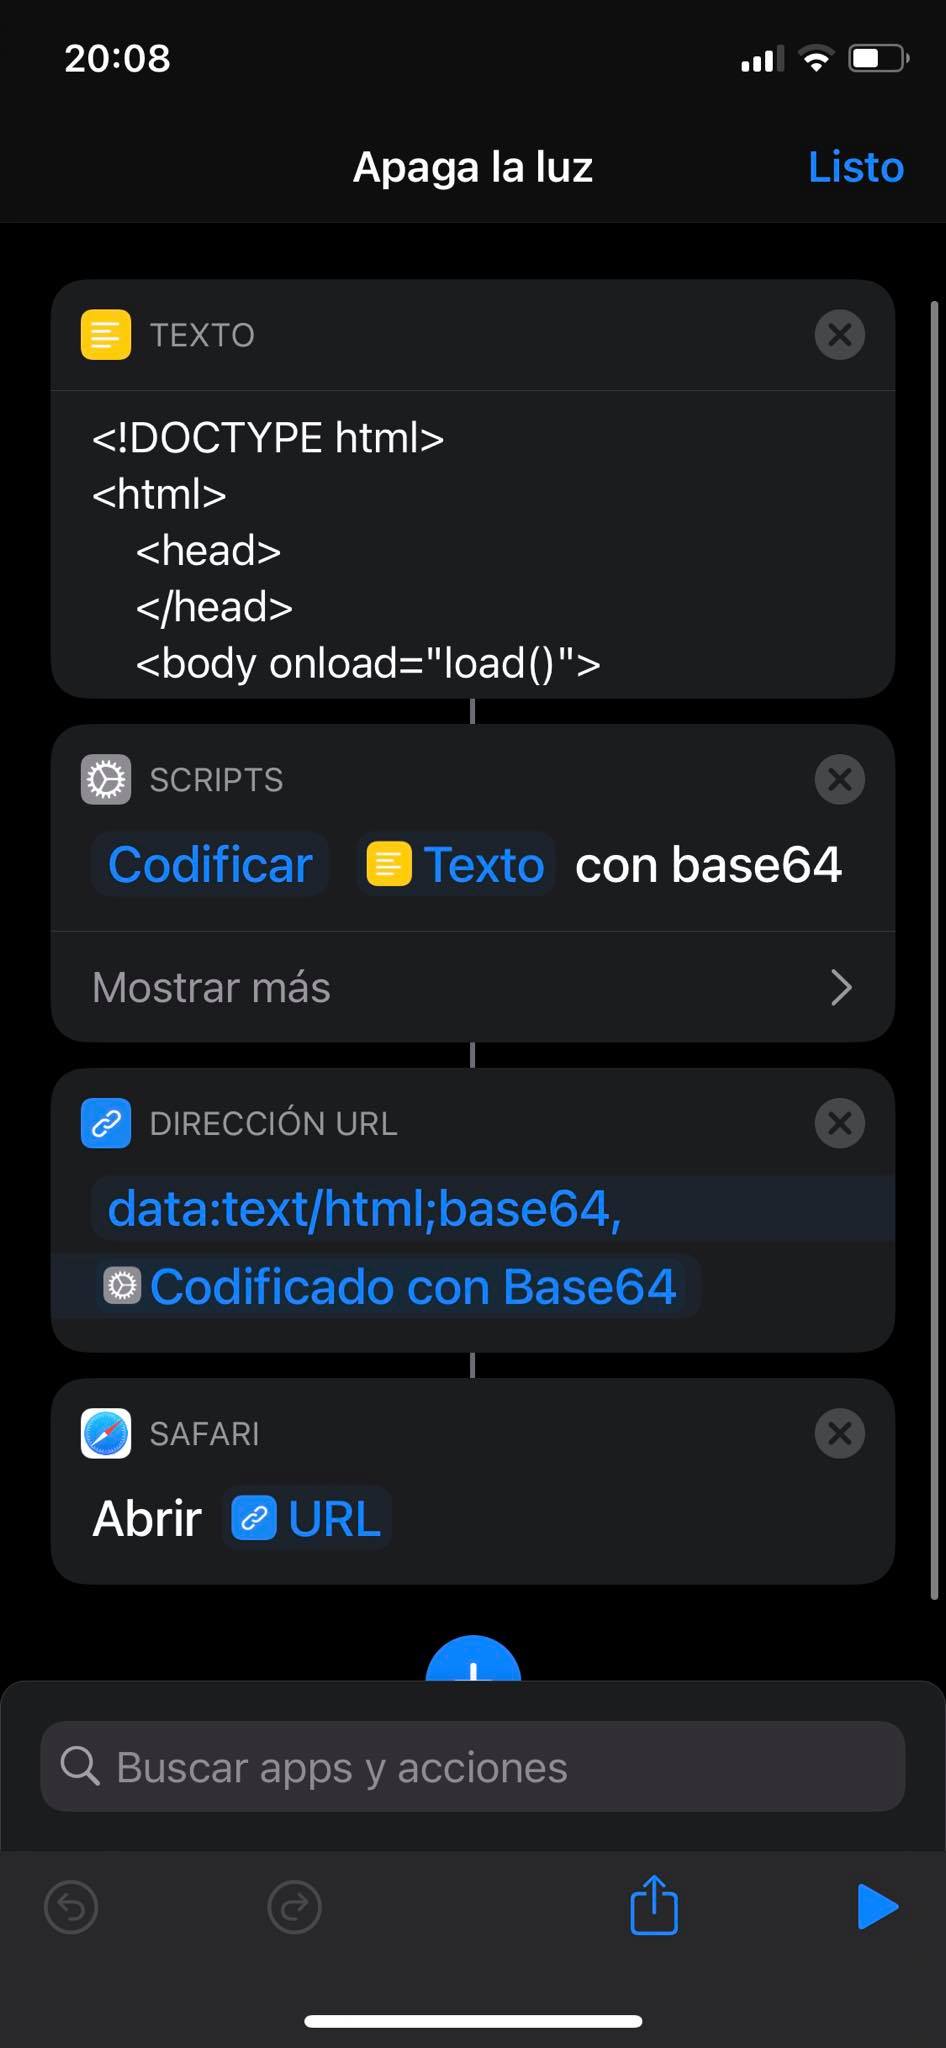 20:08
Apaga la luz
Listo
TEXTO
<!DOCTYPE html>
<html>
<head>
</head>
<body onload="load()">
SCRIPTS
Codificar Texto con base64
Mostrar más
DIRECCIÓN URL
data:text/html;base64,
Codificado con Base64
SAFARI
Abrir URL
Buscar apps y acciones